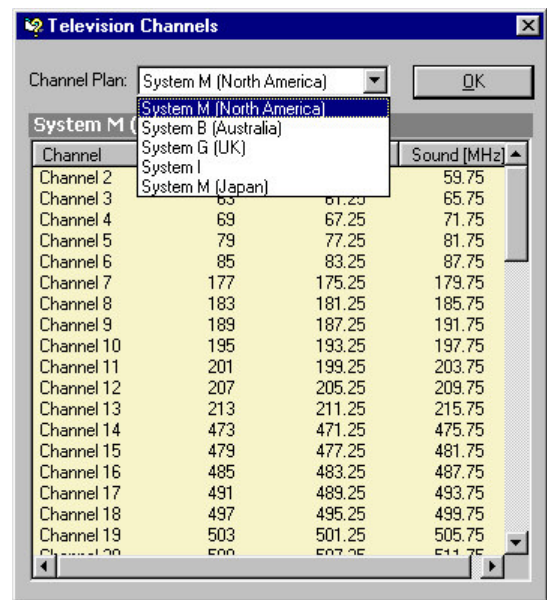 Television Channels
Channel Plan: System M (North America) OK
System M (North America)
System B (Australia)
System G (UK)
System I
System M (Japan)
System M (
Channel Sound [MHz]
Channel 2 59.75
Channel 3 63 61.25 65.75
Channel 4 69 67.25 71.75
Channel 5 79 77.25 81.75
Channel 6 85 83.25 87.75
Channel 7 177 175.25 179.75
Channel 8 183 181.25 185.75
Channel 9 189 187.25 191.75
Channel 10 195 193.25 197.75
Channel 11 201 199.25 203.75
Channel 12 207 205.25 209.75
Channel 13 213 211.25 215.75
Channel 14 473 471.25 475.75
Channel 15 479 477.25 481.75
Channel 16 485 483.25 487.75
Channel 17 491 489.25 493.75
Channel 18 497 495.25 499.75
Channel 19 503 501.25 505.75